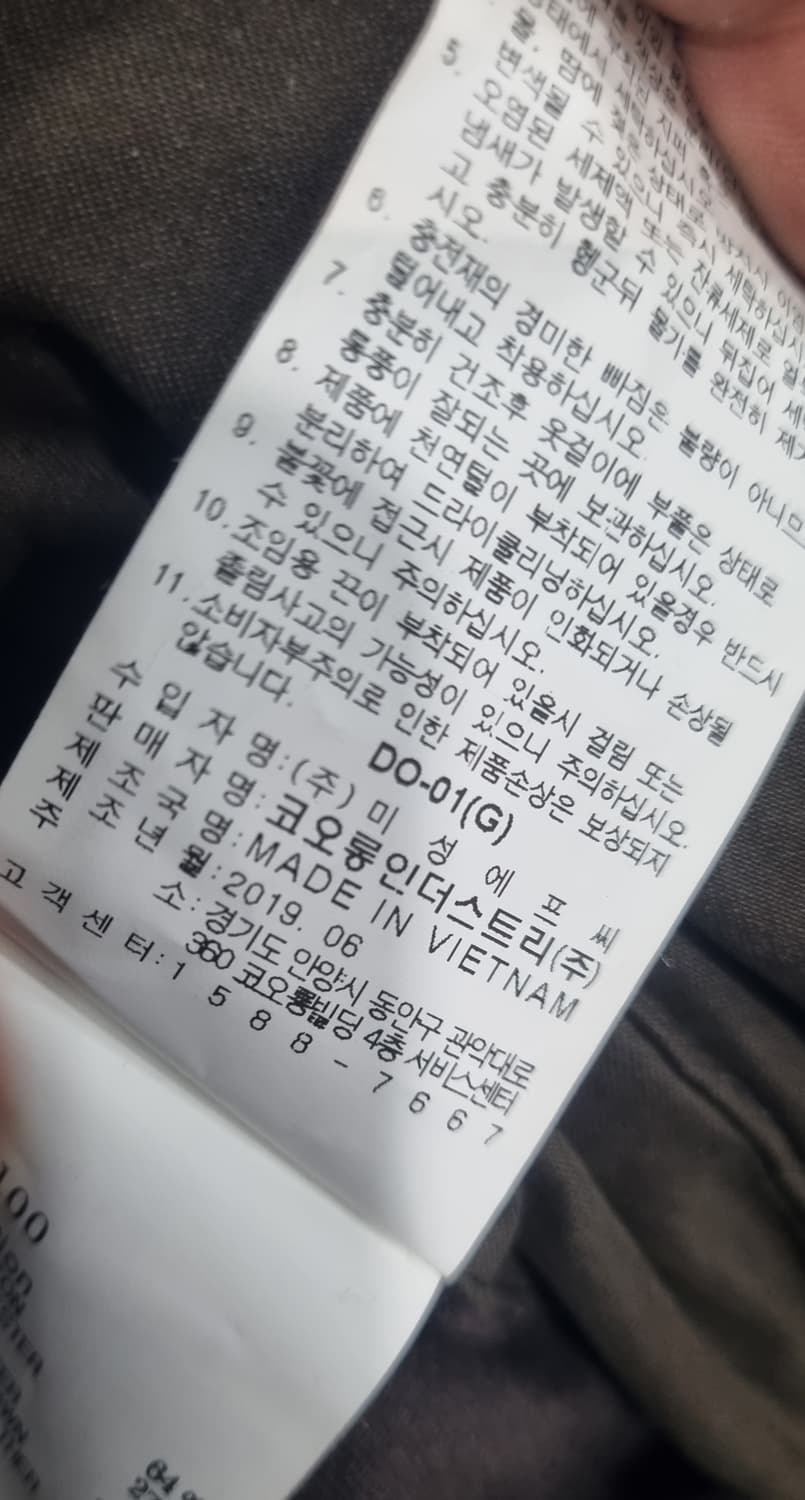 5. 물, 땀에 젖은 상태로
변색될 수 있으니 즉시 세탁하십시오
오염된 세제액 또는 잔류세제로
냄새가 발생할 수 있으니 뒤집어
고 충분히 헹군뒤 물기를 완전히
시오.
6. 충전재의 경미한 빠짐은 불량이 아니므
털어내고 착용하십시오
7. 충분히 건조후 옷걸이에 부풀은 상태로
통풍이 잘되는 곳에 보관하십시오.
8. 제품에 천연털이 부착되어 있을경우 반드시
분리하여 드라이클리닝하십시오.
9. 불꽃에 접근시 제품이 인화되거나 손상될
수 있으니 주의하십시오.
10. 조임용 끈이 부착되어 있을시 걸림 또는
졸림사고의 가능성이 있으니 주의하십시오.
11. 소비자부주의로 인한 제품손상은 보상되지
않습니다.
DO-01(G)
수 입 자 명:(주) 미 성 에 프 씨
판 매 자 명:코오롱인더스트리(주)
제 조 국 명:MADE IN VIETNAM
제 조 년 월:2019. 06
주 소:경기도 안양시 동안구 관악대로
360 코오롱빌딩 4층 서비스센터
고 객 센 터:1 5 8 8 - 7 6 6 7
100